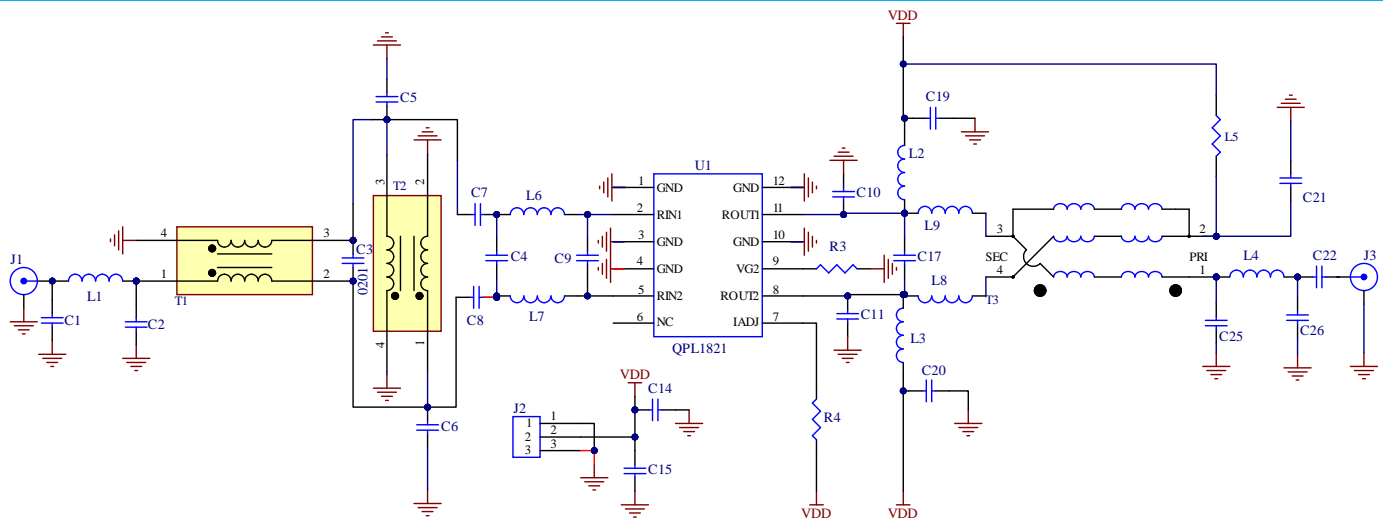 VDD
C5
C19
L5
L2
U1
C21
3
T2
2
C7
L6
1
GND
GND
12
C10
2
RIN1
ROUT1
11
L9
3
2
4
3
3
GND
GND
10
R3
SEC
PRI
C3
0201
C4
C9
4
GND
VG2
9
C17
4
1
L4
C22
J3
J1
1
2
L8
L1
T1
5
RIN2
ROUT2
8
T3
C8
L7
6
NC
IADJ
7
C11
C1
C2
C25
C26
4
1
QPL1821
L3
VDD
C20
C14
J2
R4
C6
1
1
2
2
3
3
C15
VDD
VDD